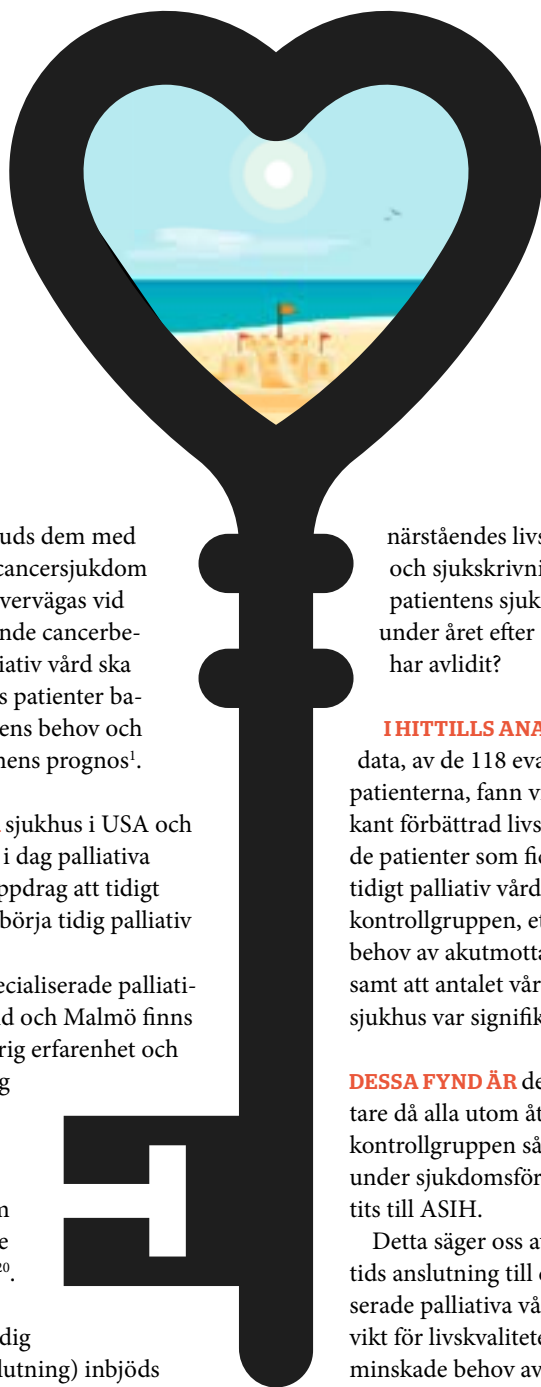 uds dem med
cancersjukdom
vervägas vid
nde cancerbe-
iativ vård ska
s patienter ba-
ens behov och
nens prognos¹.
sjukhus i USA och
i dag palliativa
ppdrag att tidigt
börja tidig palliativ
ecialiserade palliati-
d och Malmö finns
rig erfarenhet och
g
n
e
²⁰.
dig
lutning) inbjöds
närståendes livs
och sjukskrivni
patientens sjuk
under året efter
har avlidit?
I HITTILLS ANA
data, av de 118 eva
patienterna, fann v
kant förbättrad livs
de patienter som fic
tidigt palliativ vård
kontrollgruppen, et
behov av akutmotta
samt att antalet vår
sjukhus var signifik
DESSA FYND ÄR de
tare då alla utom åt
kontrollgruppen så
under sjukdomsför
tits till ASIH.
Detta säger oss a
tids anslutning till
serade palliativa vå
vikt för livskvalitete
minskade behov av